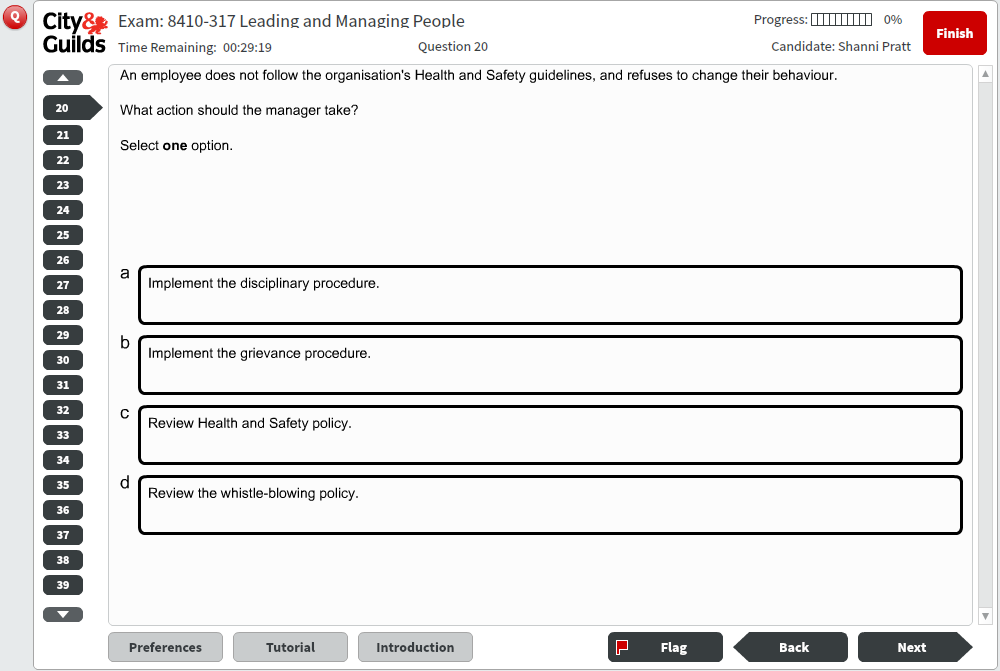 Q
City& Guilds
Exam: 8410-317 Leading and Managing People
Progress: 0%
Finish
Time Remaining: 00:29:19
Question 20
Candidate: Shanni Pratt
20
21
22
23
24
25
26
27
28
29
30
31
32
33
34
35
36
37
38
39
An employee does not follow the organisation's Health and Safety guidelines, and refuses to change their behaviour.
What action should the manager take?
Select one option.
a Implement the disciplinary procedure.
b Implement the grievance procedure.
c Review Health and Safety policy.
d Review the whistle-blowing policy.
Preferences
Tutorial
Introduction
Flag
Back
Next